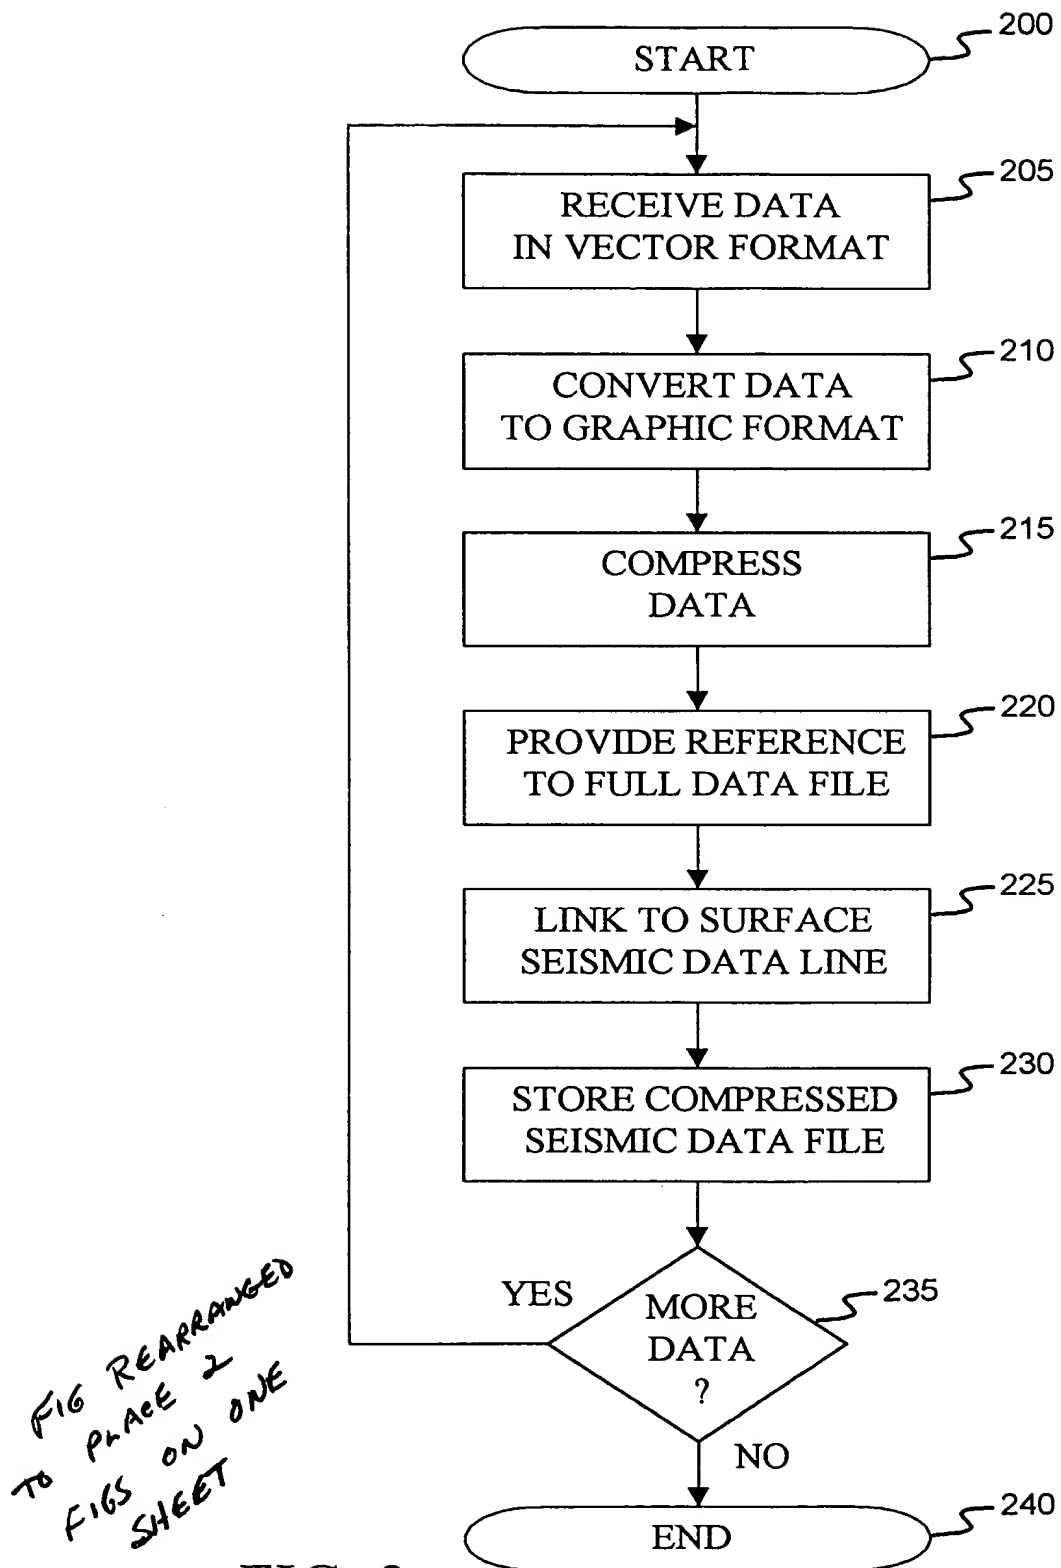 START
200
RECEIVE DATA
IN VECTOR FORMAT
205
CONVERT DATA
TO GRAPHIC FORMAT
210
COMPRESS
DATA
215
PROVIDE REFERENCE
TO FULL DATA FILE
220
LINK TO SURFACE
SEISMIC DATA LINE
225
STORE COMPRESSED
SEISMIC DATA FILE
230
YES
MORE
DATA
?
235
NO
END
240
FIG REARRANGED
TO PLACE 2
FIGS ON ONE
SHEET